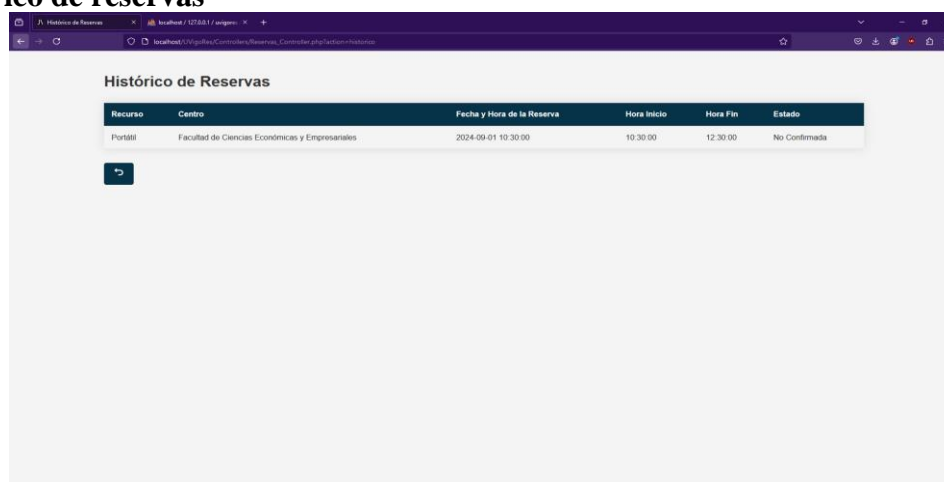 ico de reservas
Histórico de Reservas
localhost / 127.0.0.1 / uvigores
localhost/UVigoRes/Controllers/Reservas_Controller.php?action=historico
Histórico de Reservas
Recurso Centro Fecha y Hora de la Reserva Hora Inicio Hora Fin Estado
Portátil Facultad de Ciencias Económicas y Empresariales 2024-09-01 10:30:00 10:30:00 12:30:00 No Confirmada